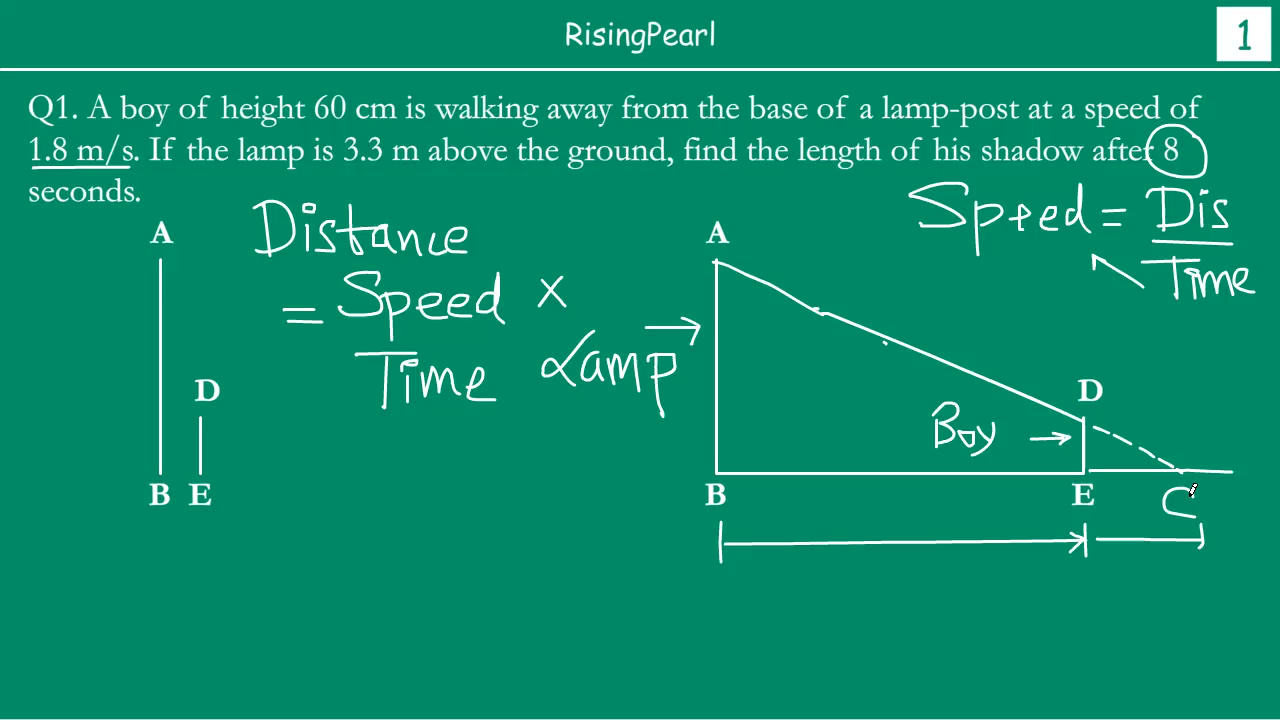 RisingPearl
1
Q1. A boy of height 60 cm is walking away from the base of a lamp-post at a speed of
1.8 m/s. If the lamp is 3.3 m above the ground, find the length of his shadow after 8
seconds.
Speed = Dis
Time
Distance
= Speed ×
Time
A
B
D
E
A
Lamp
D
Boy
B
E
C